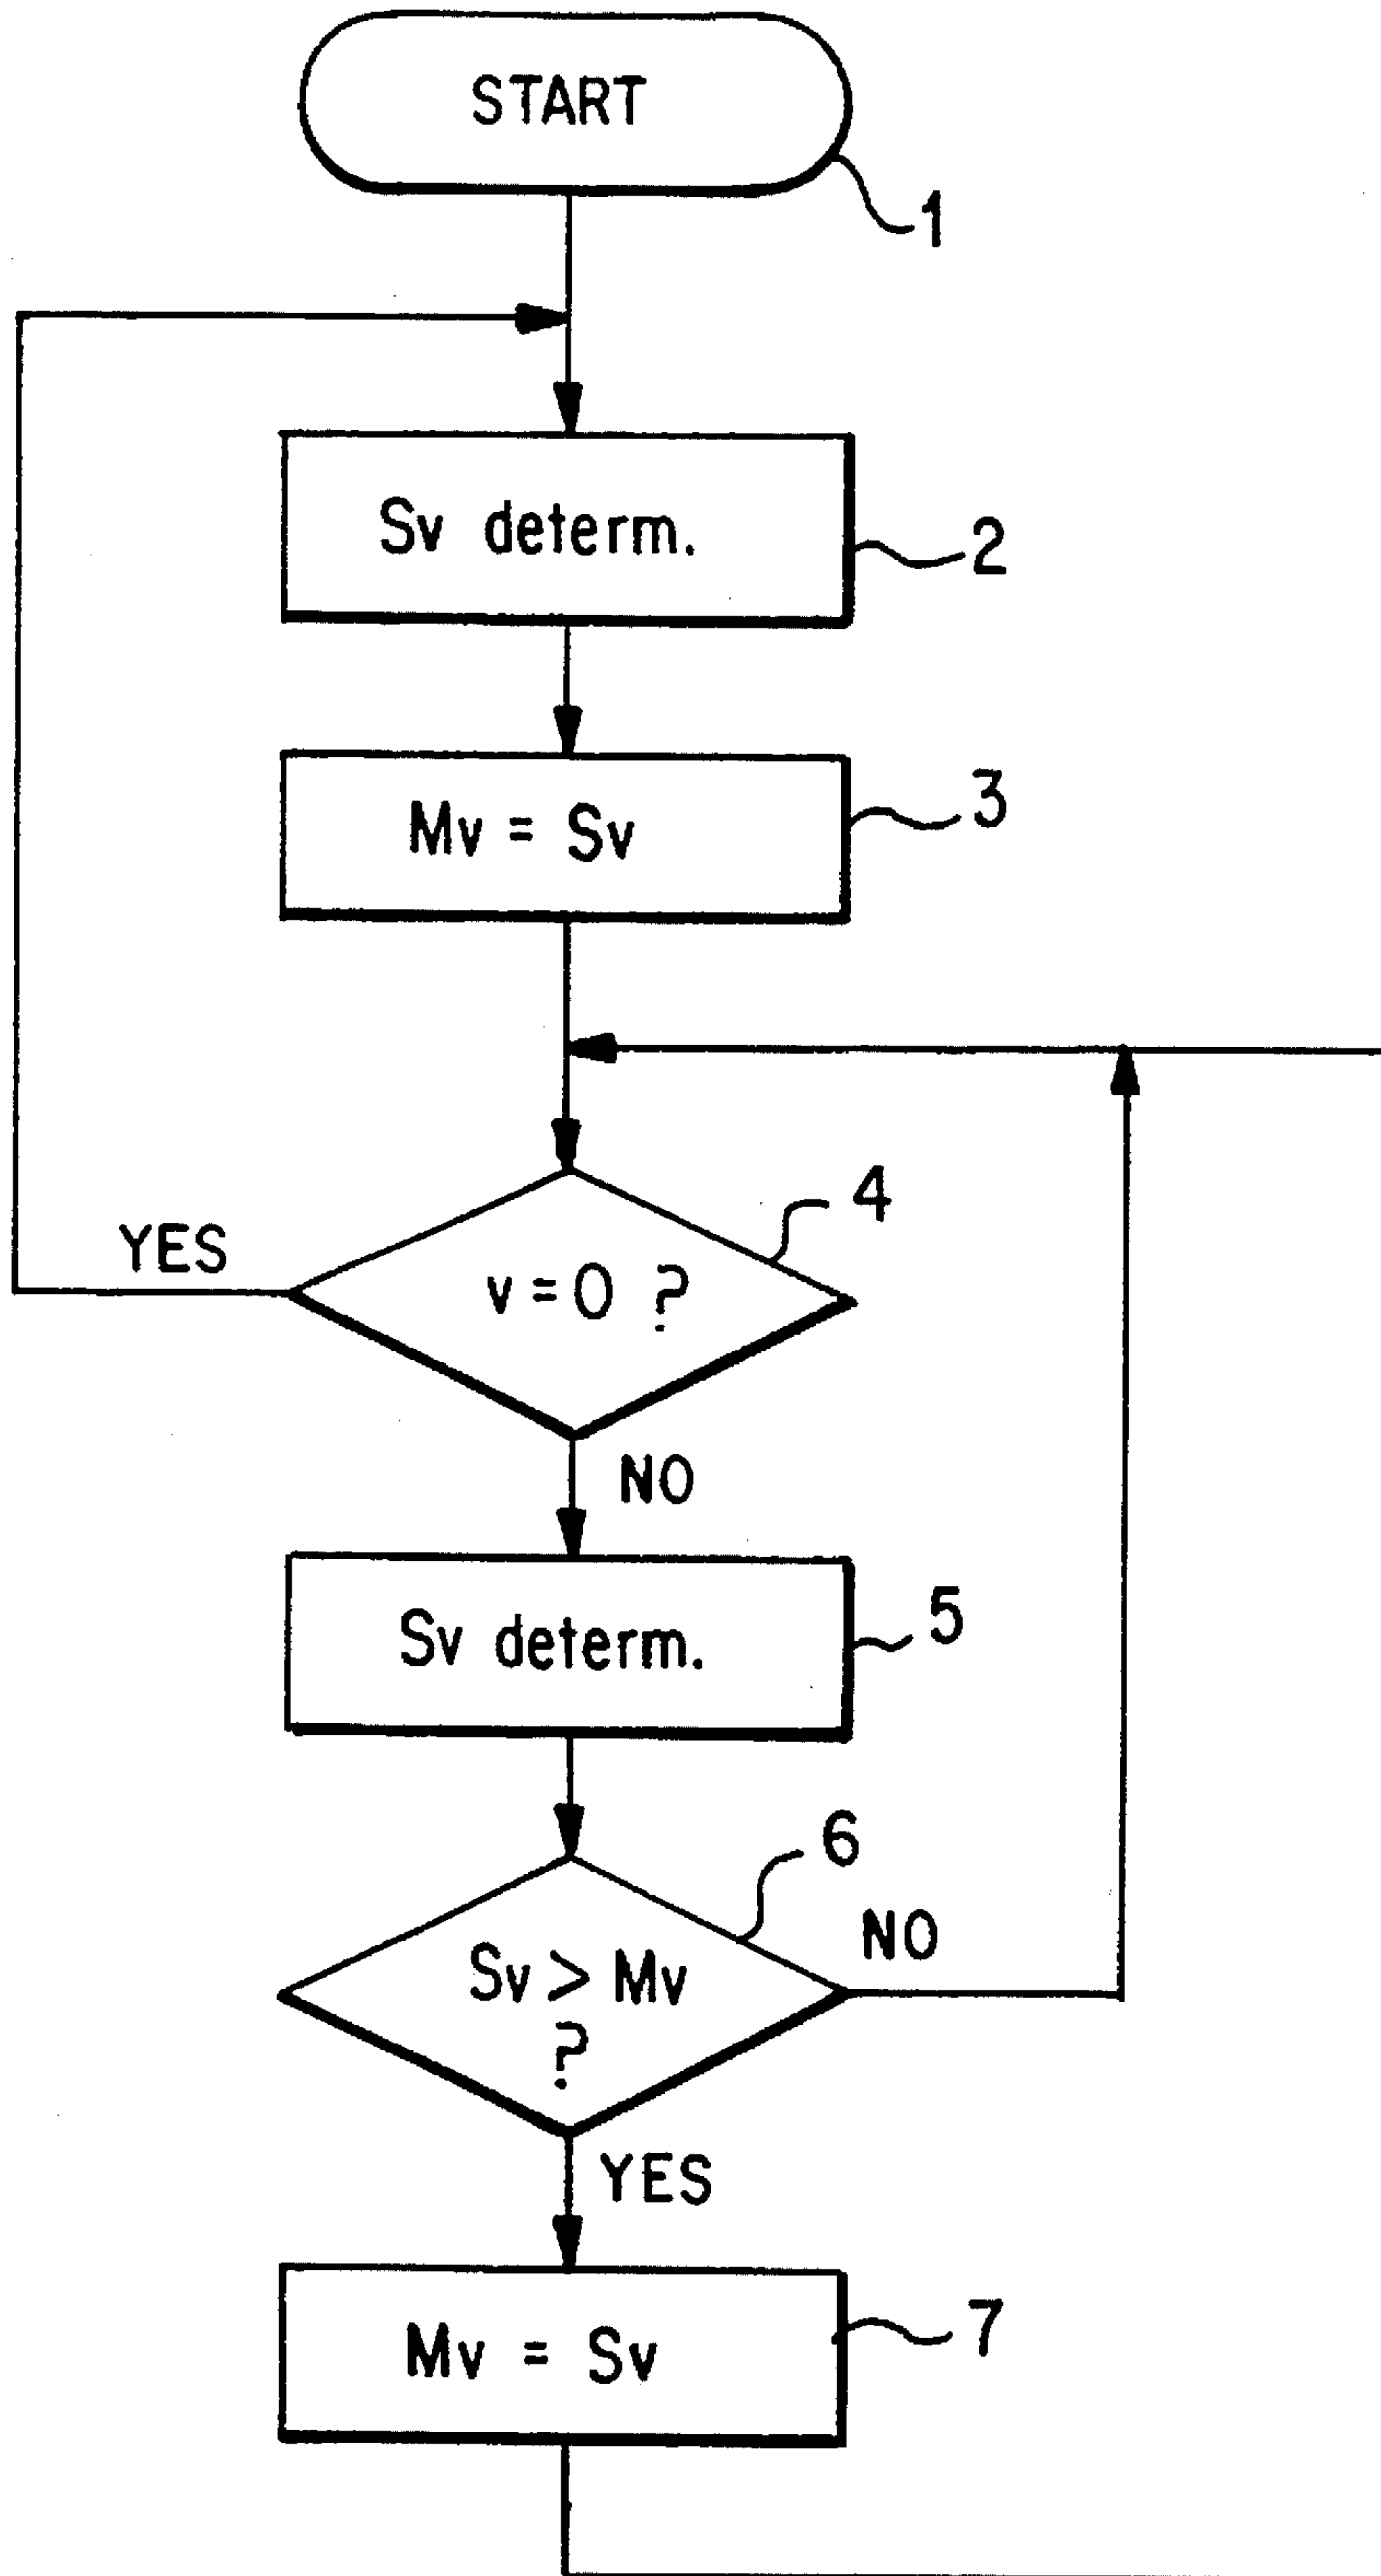 START
1
Sv determ.
2
Mv = Sv
3
4
YES
v = 0 ?
NO
Sv determ.
5
6
NO
Sv > Mv
?
YES
Mv = Sv
7